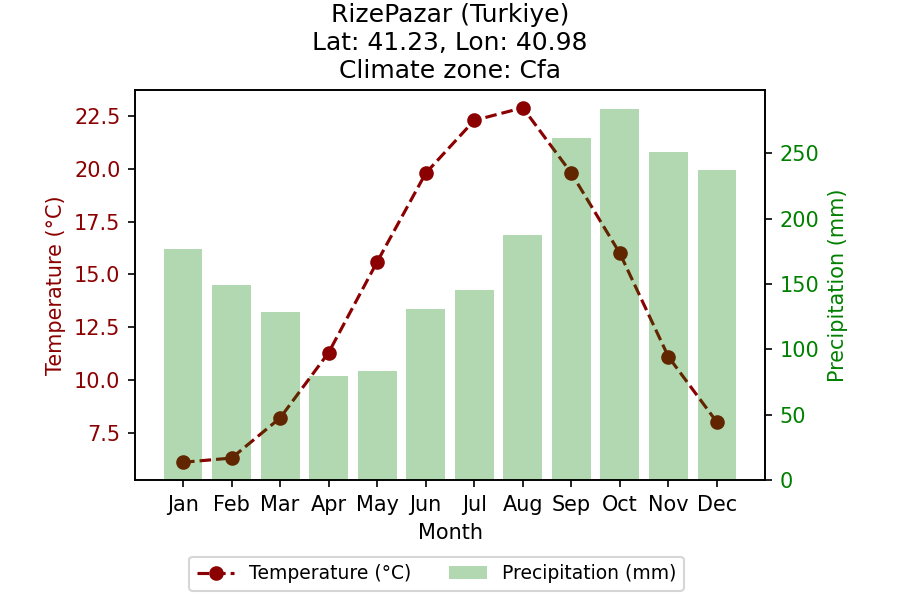 RizePazar (Turkiye)
Lat: 41.23, Lon: 40.98
Climate zone: Cfa
Temperature (°C)
22.5
20.0
17.5
15.0
12.5
10.0
7.5
250
200
150
100
50
0
Precipitation (mm)
Jan Feb Mar Apr May Jun Jul Aug Sep Oct Nov Dec
Month
Temperature (°C) Precipitation (mm)